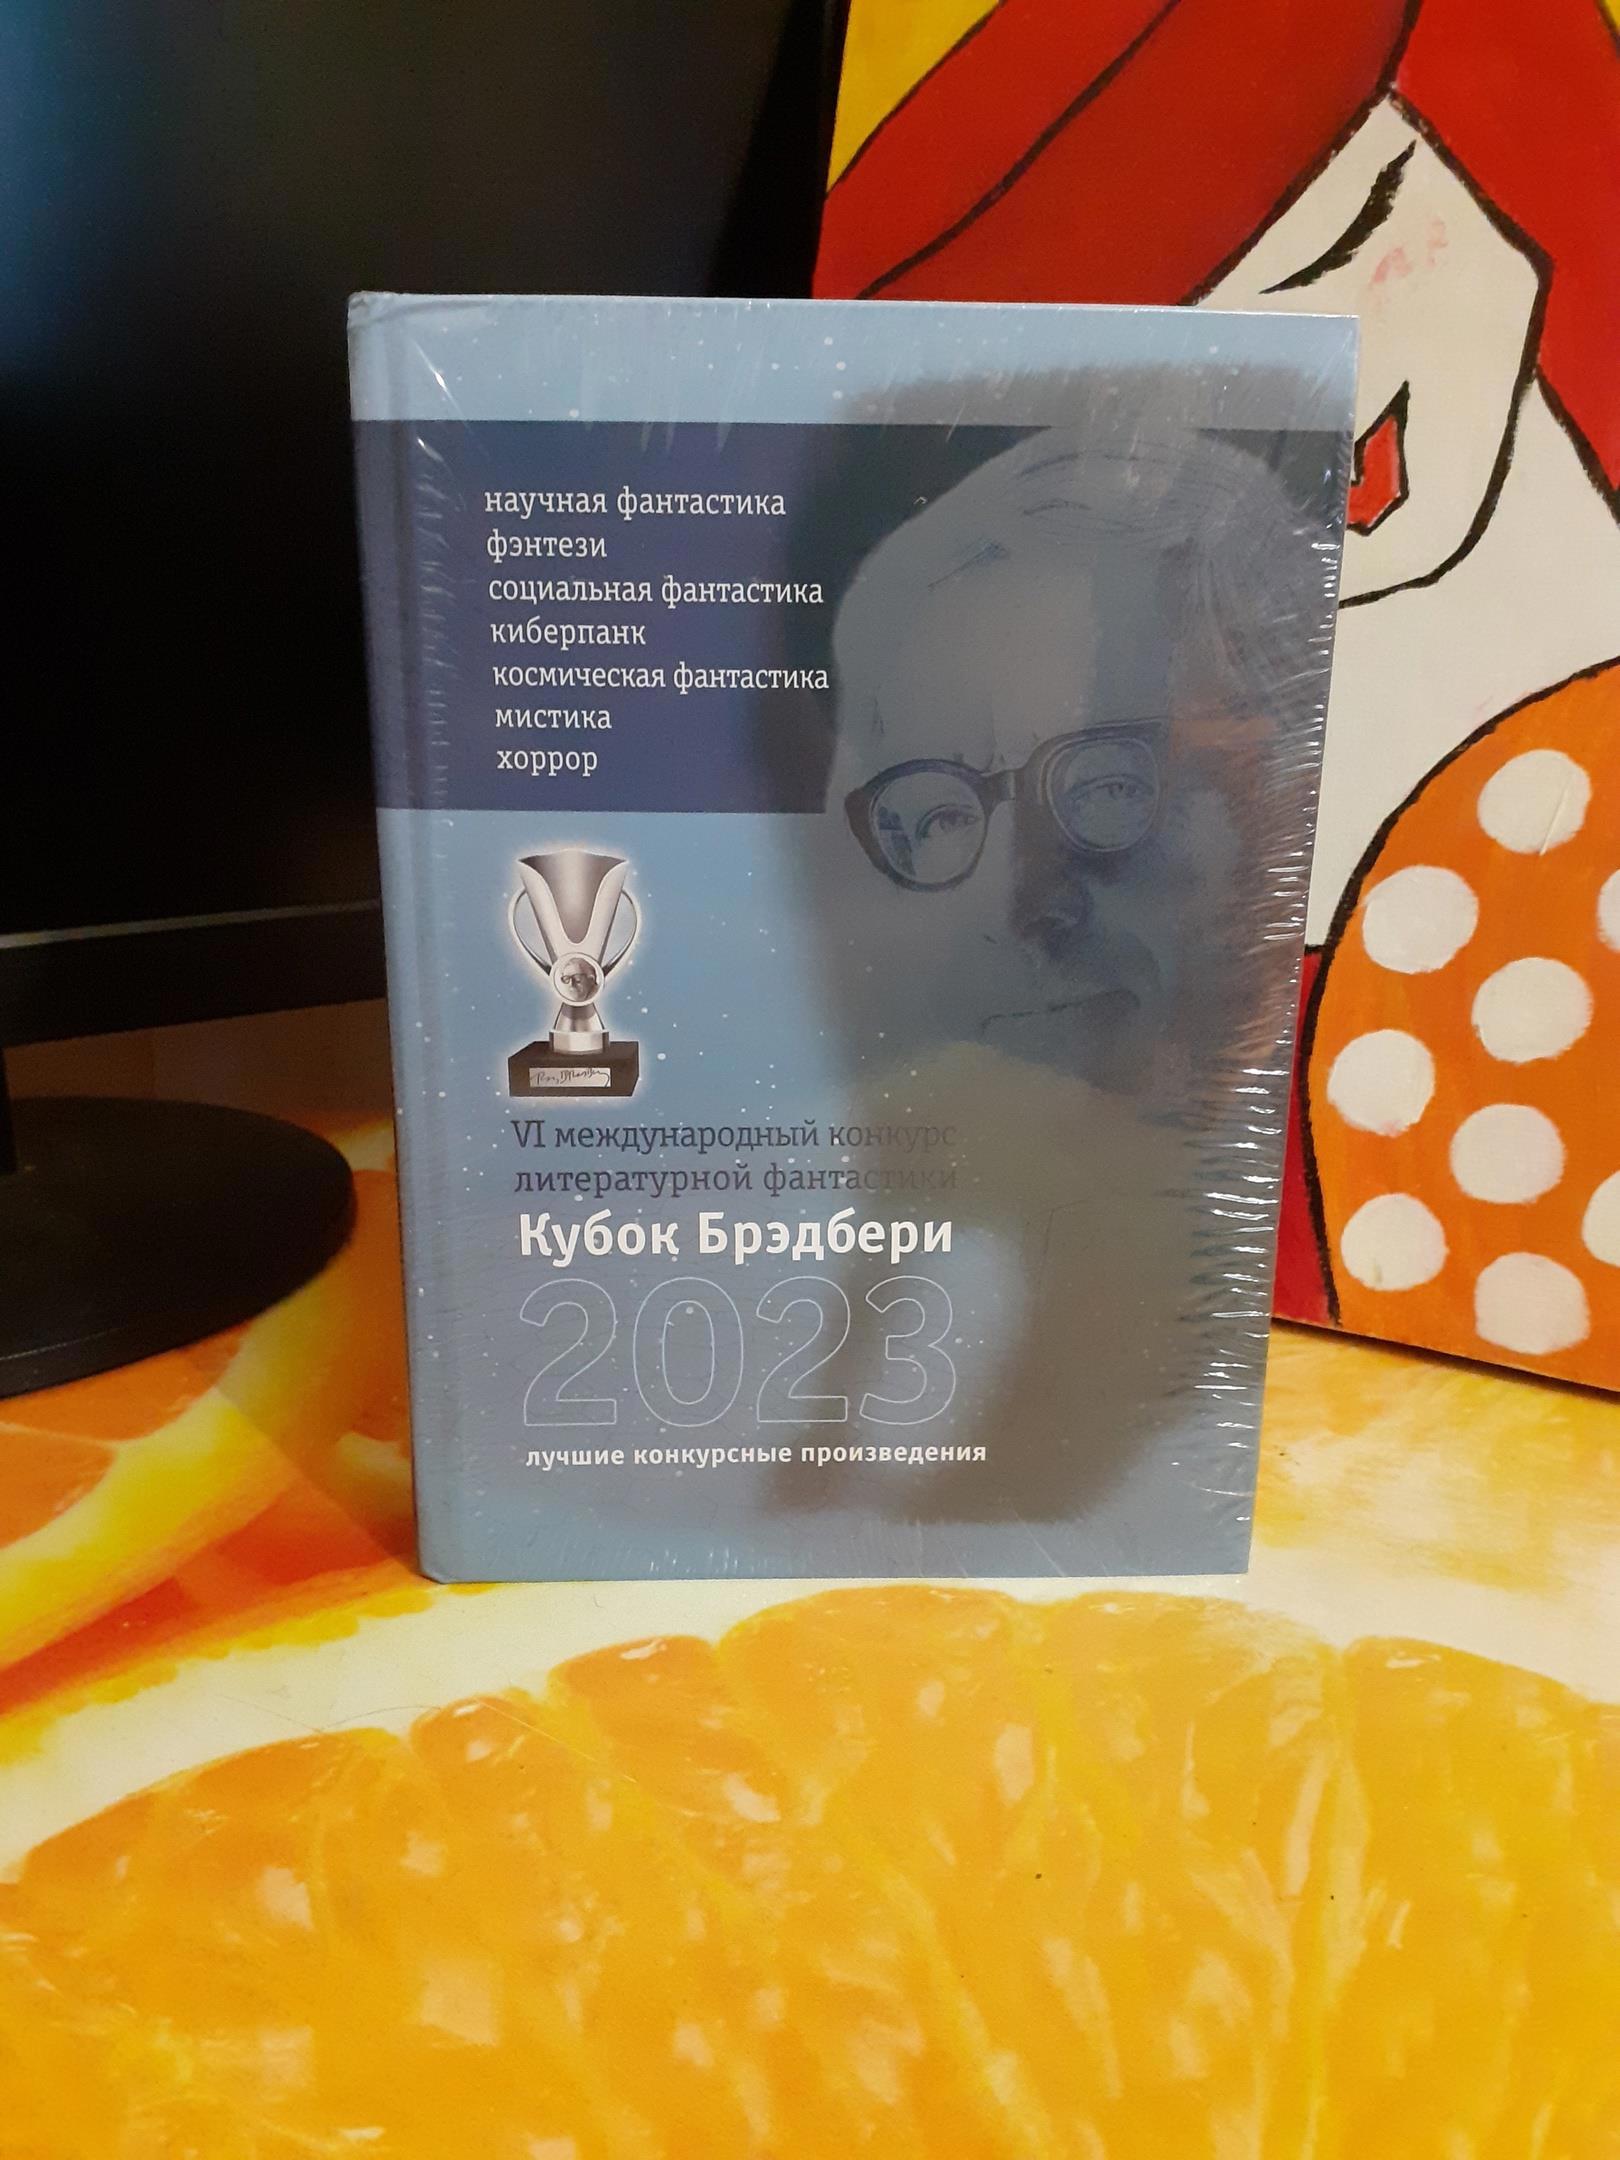 научная фантастика
фэнтези
социальная фантастика
киберпанк
космическая фантастика
мистика
хоррор
VI международный конкурс
литературной фантастики
Кубок Брэдбери
2023
лучшие конкурсные произведения